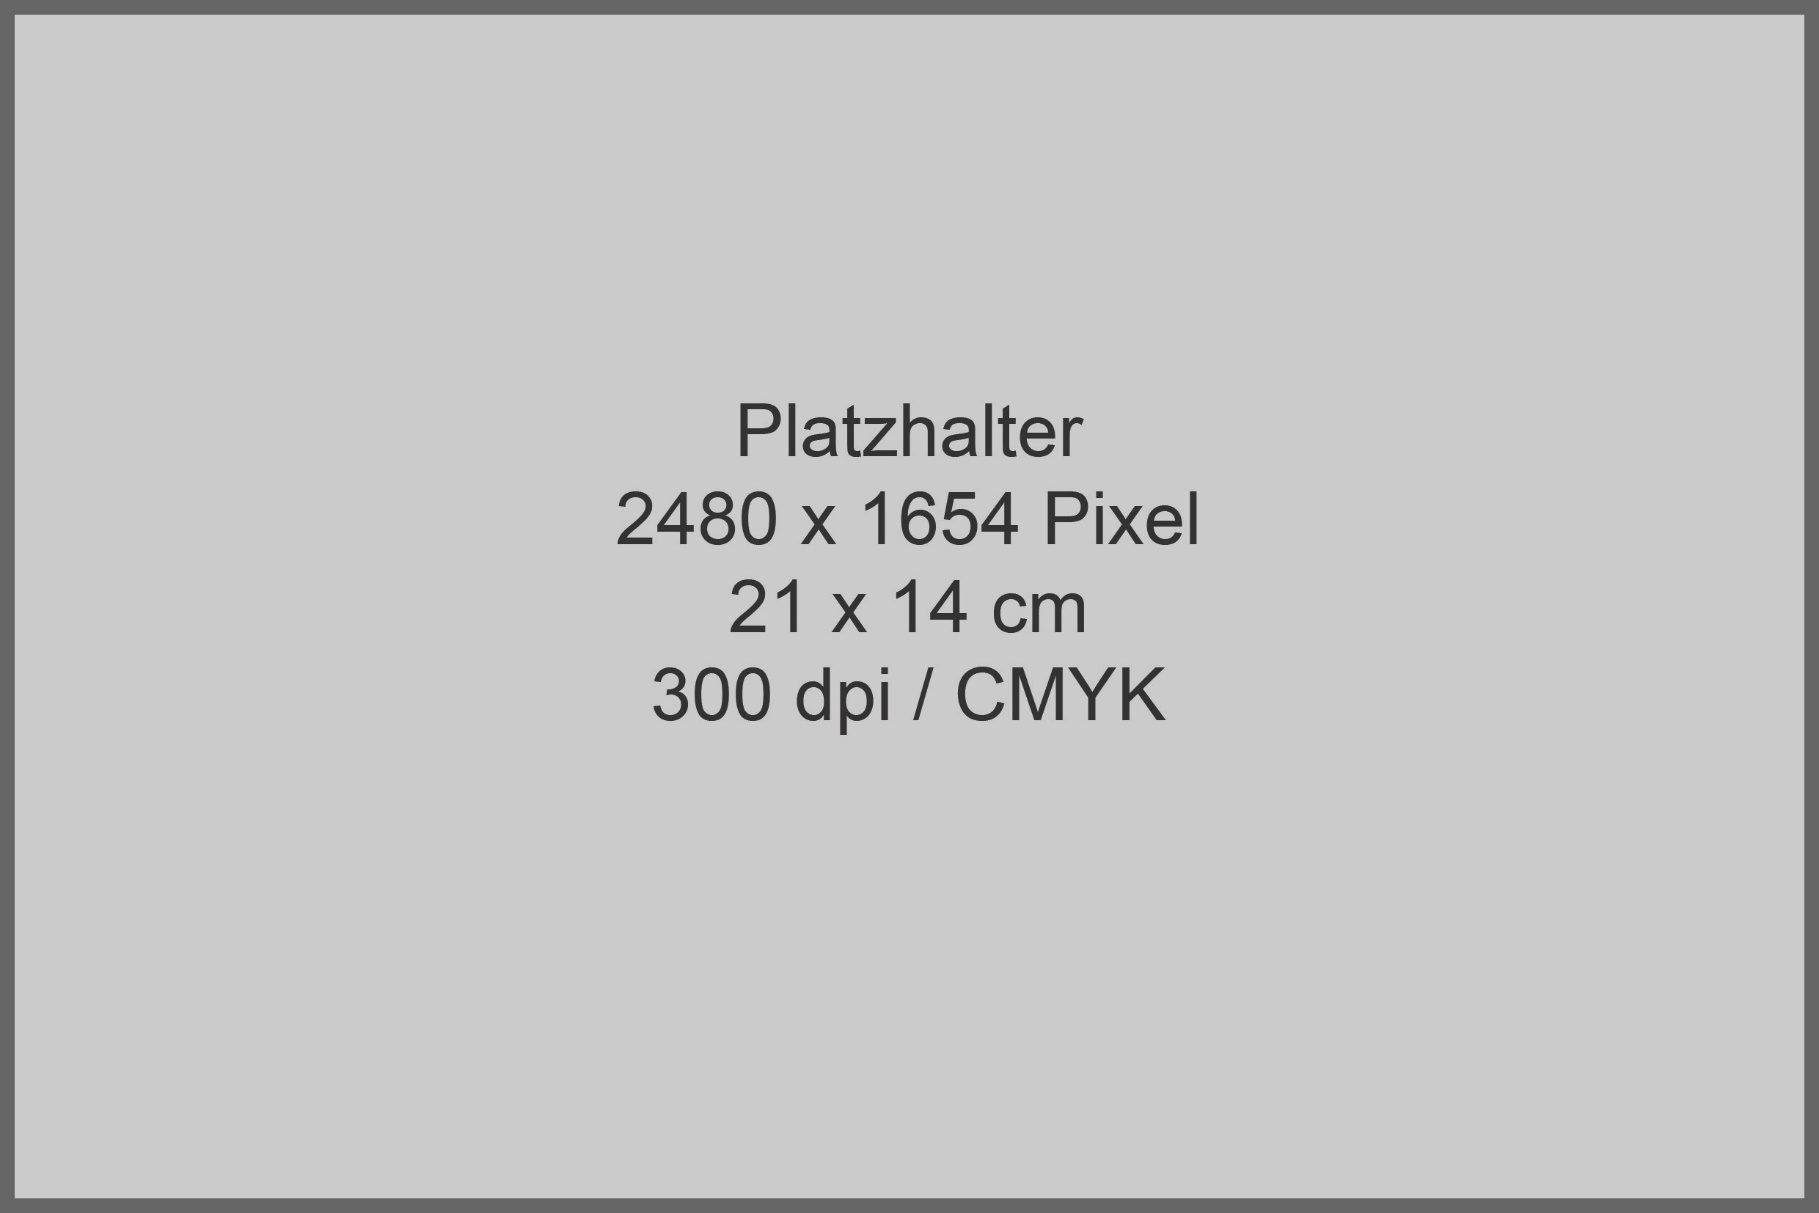 Platzhalter
2480 x 1654 Pixel
21 x 14 cm
300 dpi / CMYK